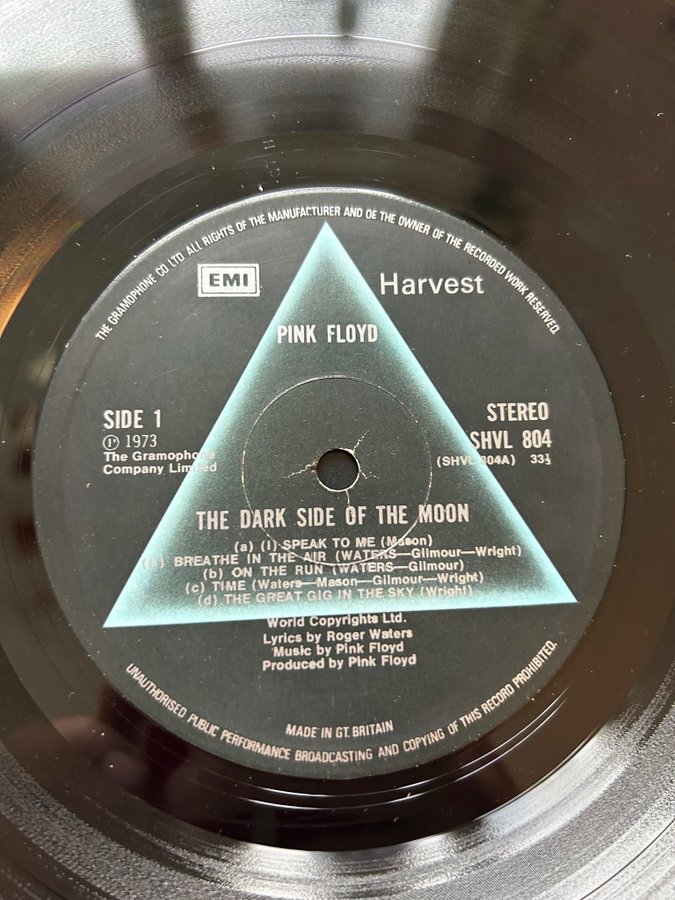 THE GRAMOPHONE CO. LTD. ALL RIGHTS OF THE MANUFACTURER AND OF THE OWNER OF THE RECORDED WORK RESERVED.
EMI
Harvest
PINK FLOYD
SIDE 1
Ⓟ 1973
The Gramophone
Company Limited
STEREO
SHVL 804
(SHVL 804A) 33⅓
THE DARK SIDE OF THE MOON
(a) (I) SPEAK TO ME (Mason)
BREATHE IN THE AIR (WATERS—Gilmour—Wright)
(b) ON THE RUN (WATERS—Gilmour)
(c) TIME (Waters—Mason—Gilmour—Wright)
(d) THE GREAT GIG IN THE SKY (Wright)
World Copyrights Ltd.
Lyrics by Roger Waters
Music by Pink Floyd
Produced by Pink Floyd
MADE IN GT. BRITAIN
UNAUTHORISED PUBLIC PERFORMANCE BROADCASTING AND COPYING OF THIS RECORD PROHIBITED.